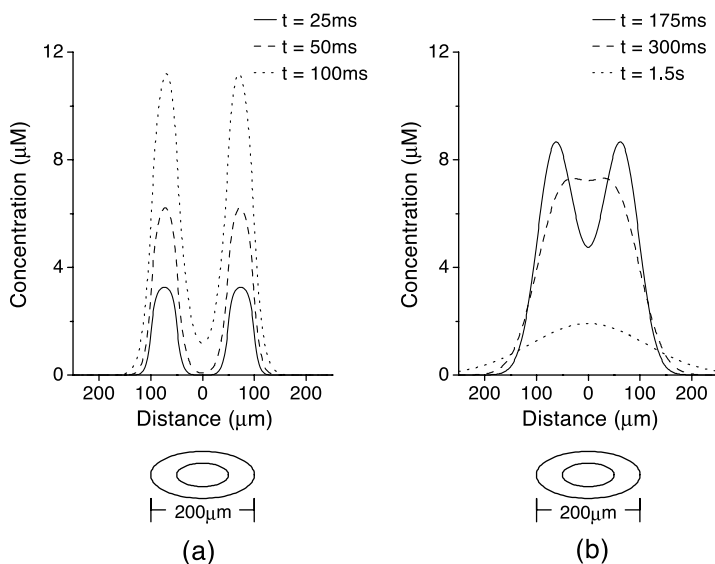 t = 25ms
t = 50ms
t = 100ms
12
8
4
0
Concentration (μM)
200
100
0
100
200
Distance (μm)
200μm
(a)
t = 175ms
t = 300ms
t = 1.5s
12
8
4
0
Concentration (μM)
200
100
0
100
200
Distance (μm)
200μm
(b)